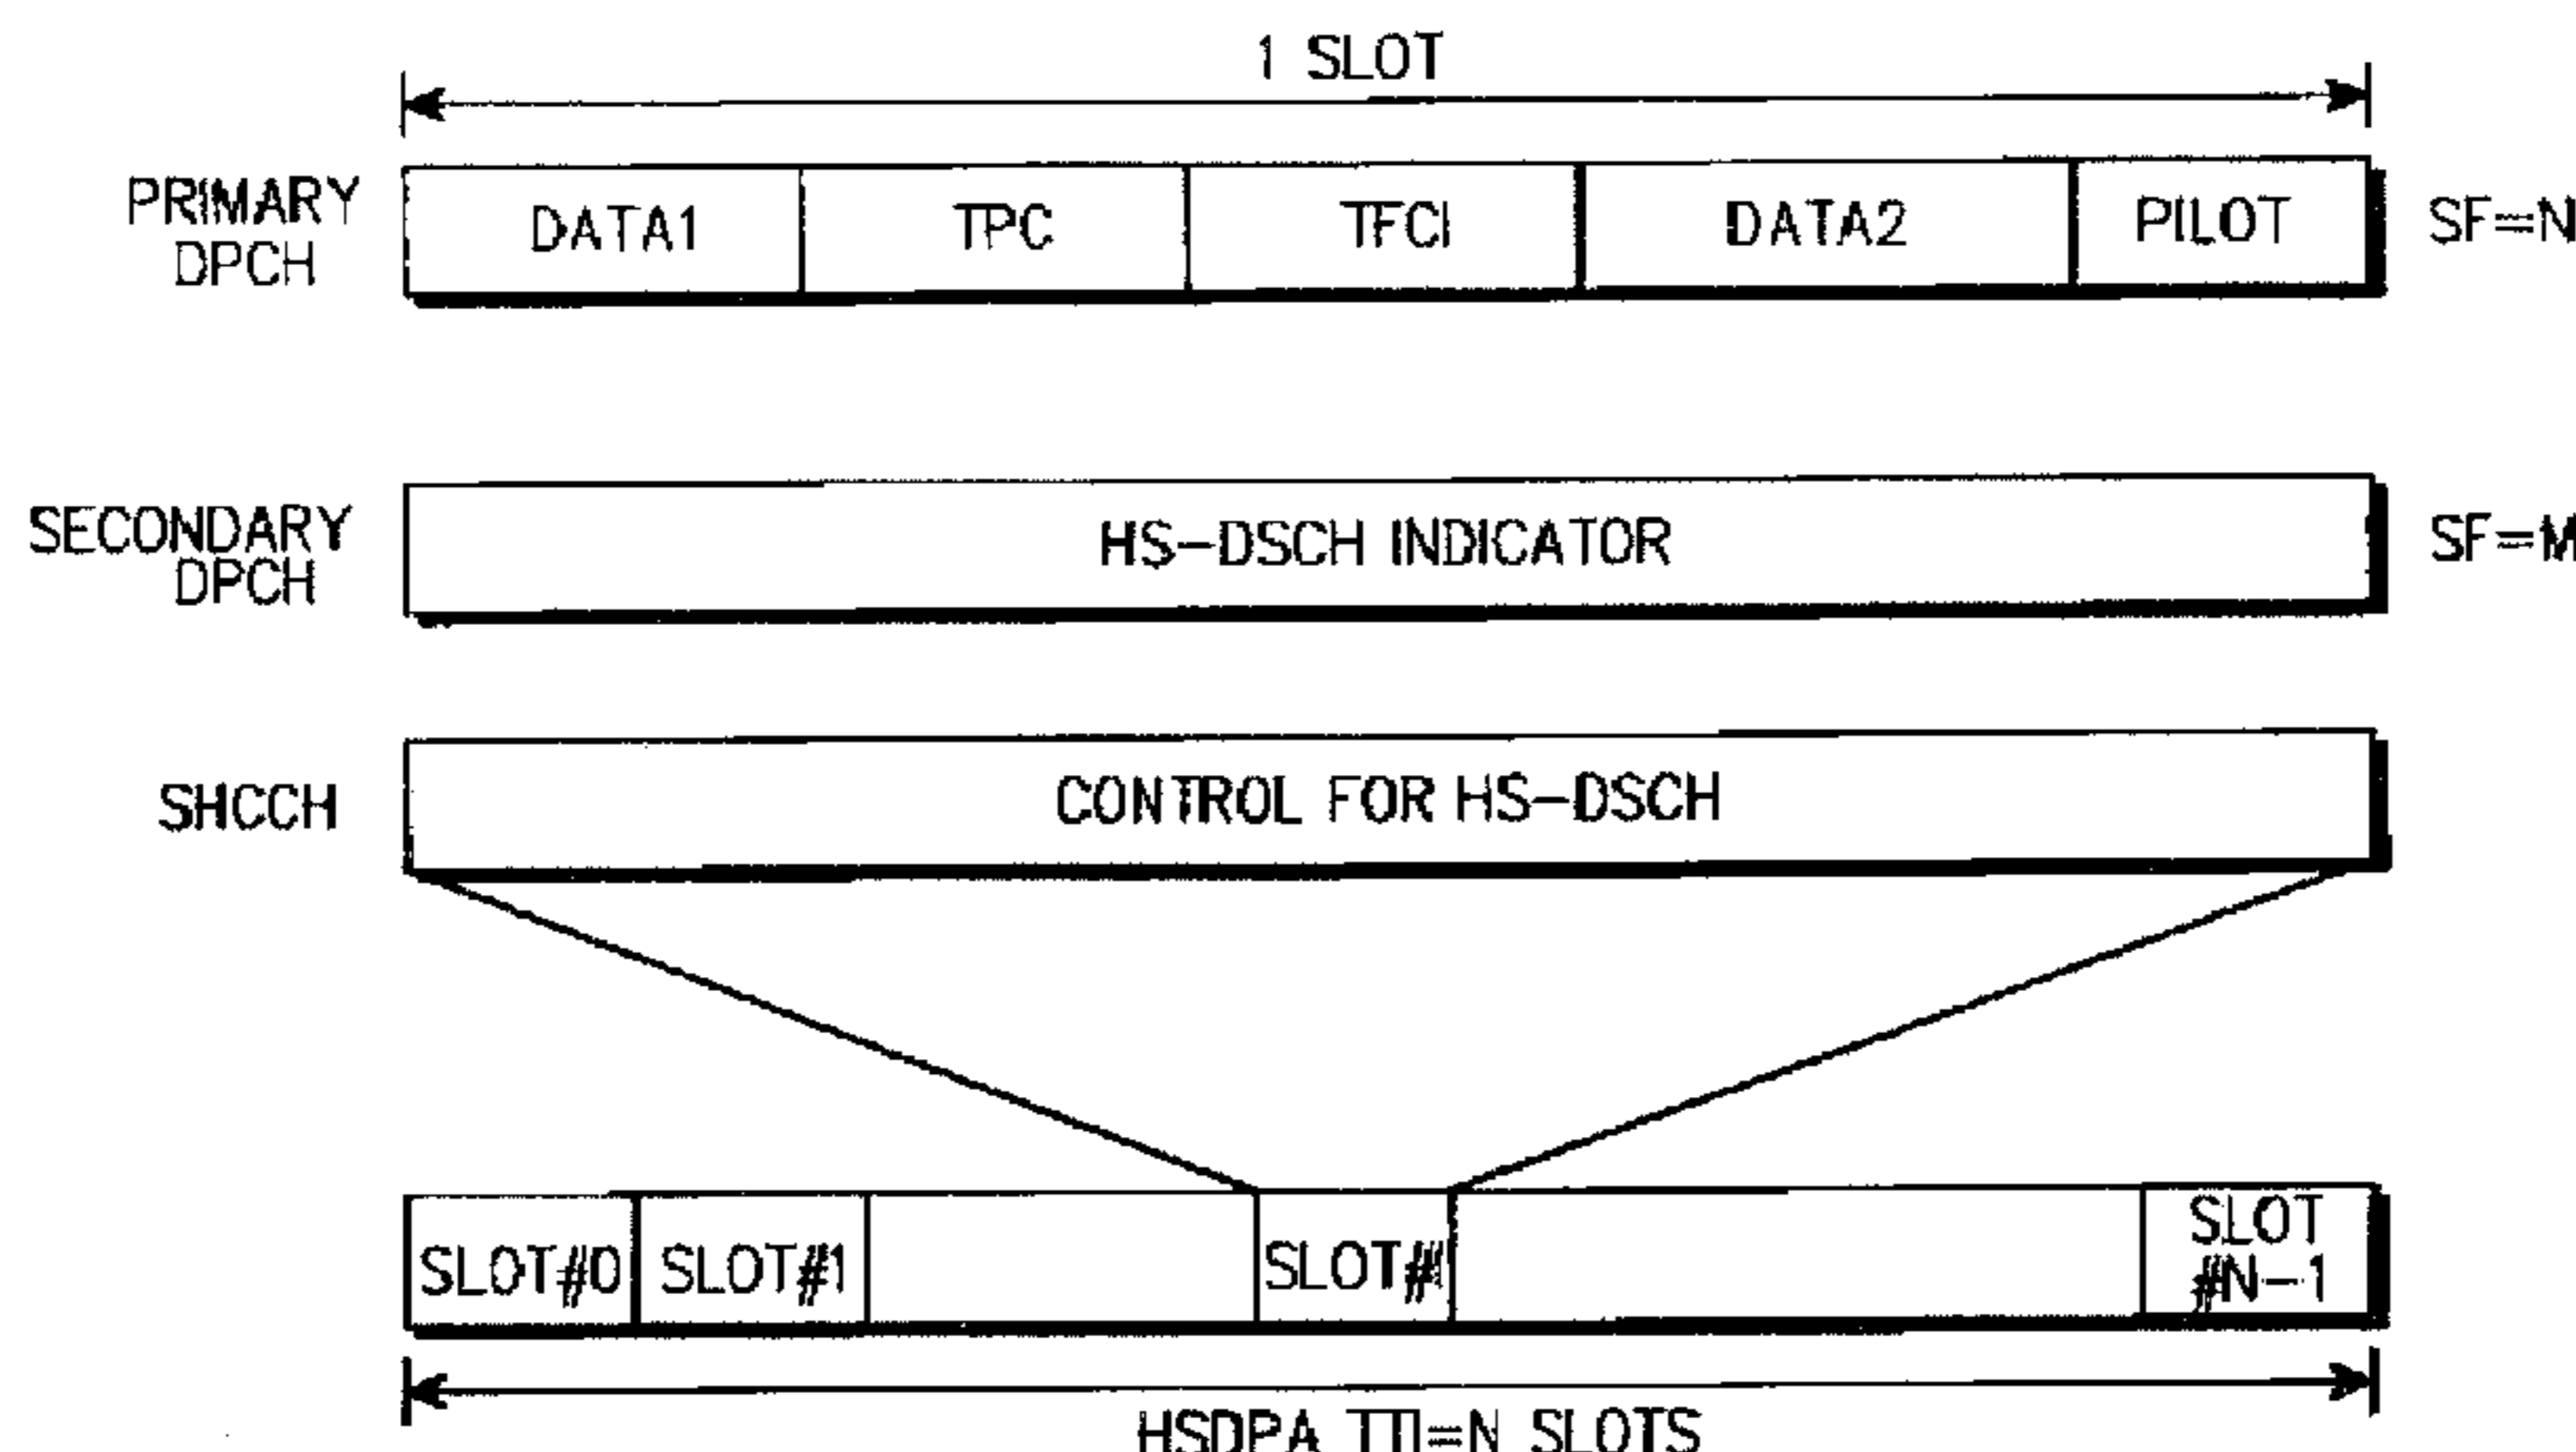 1 SLOT
PRIMARY DPCH
DATA1
TPC
TFCI
DATA2
PILOT
SF=N
SECONDARY DPCH
HS-DSCH INDICATOR
SF=M
SHCCH
CONTROL FOR HS-DSCH
SLOT#0
SLOT#1
SLOT#i
SLOT #N-1
HSDPA TTI=N SLOTS